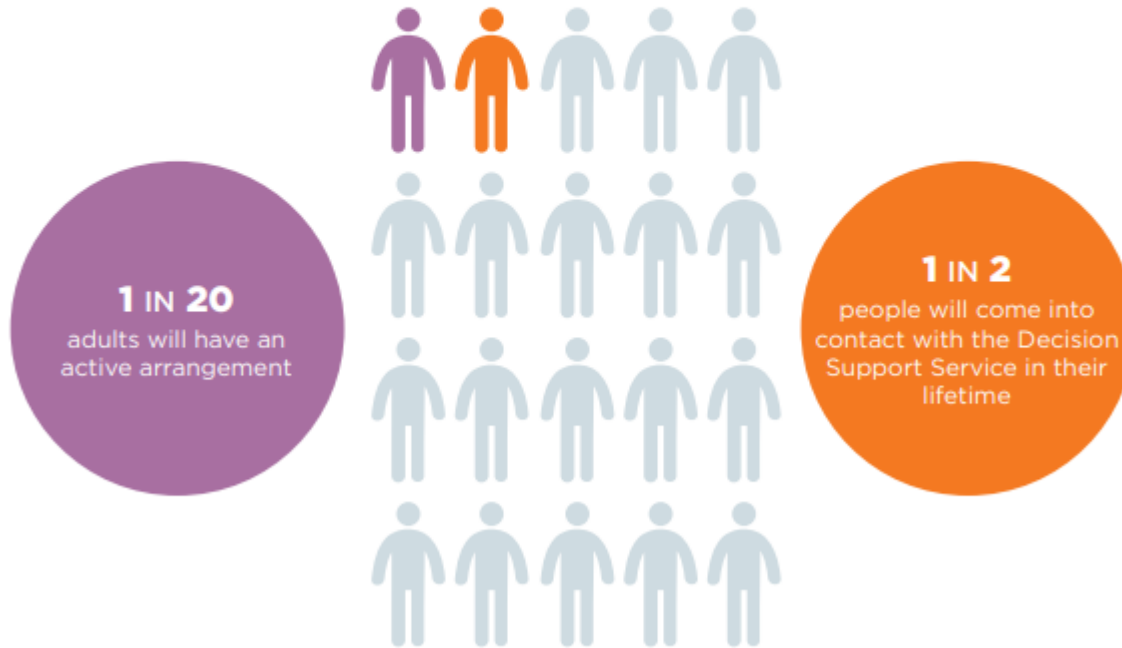 1 IN 20
adults will have an
active arrangement
1 IN 2
people will come into
contact with the Decision
Support Service in their
lifetime